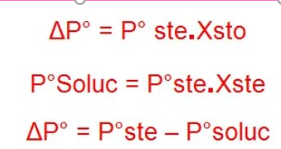 ΔP° = P° ste.Xsto
P°Soluc = P°ste.Xste
ΔP° = P°ste – P°soluc